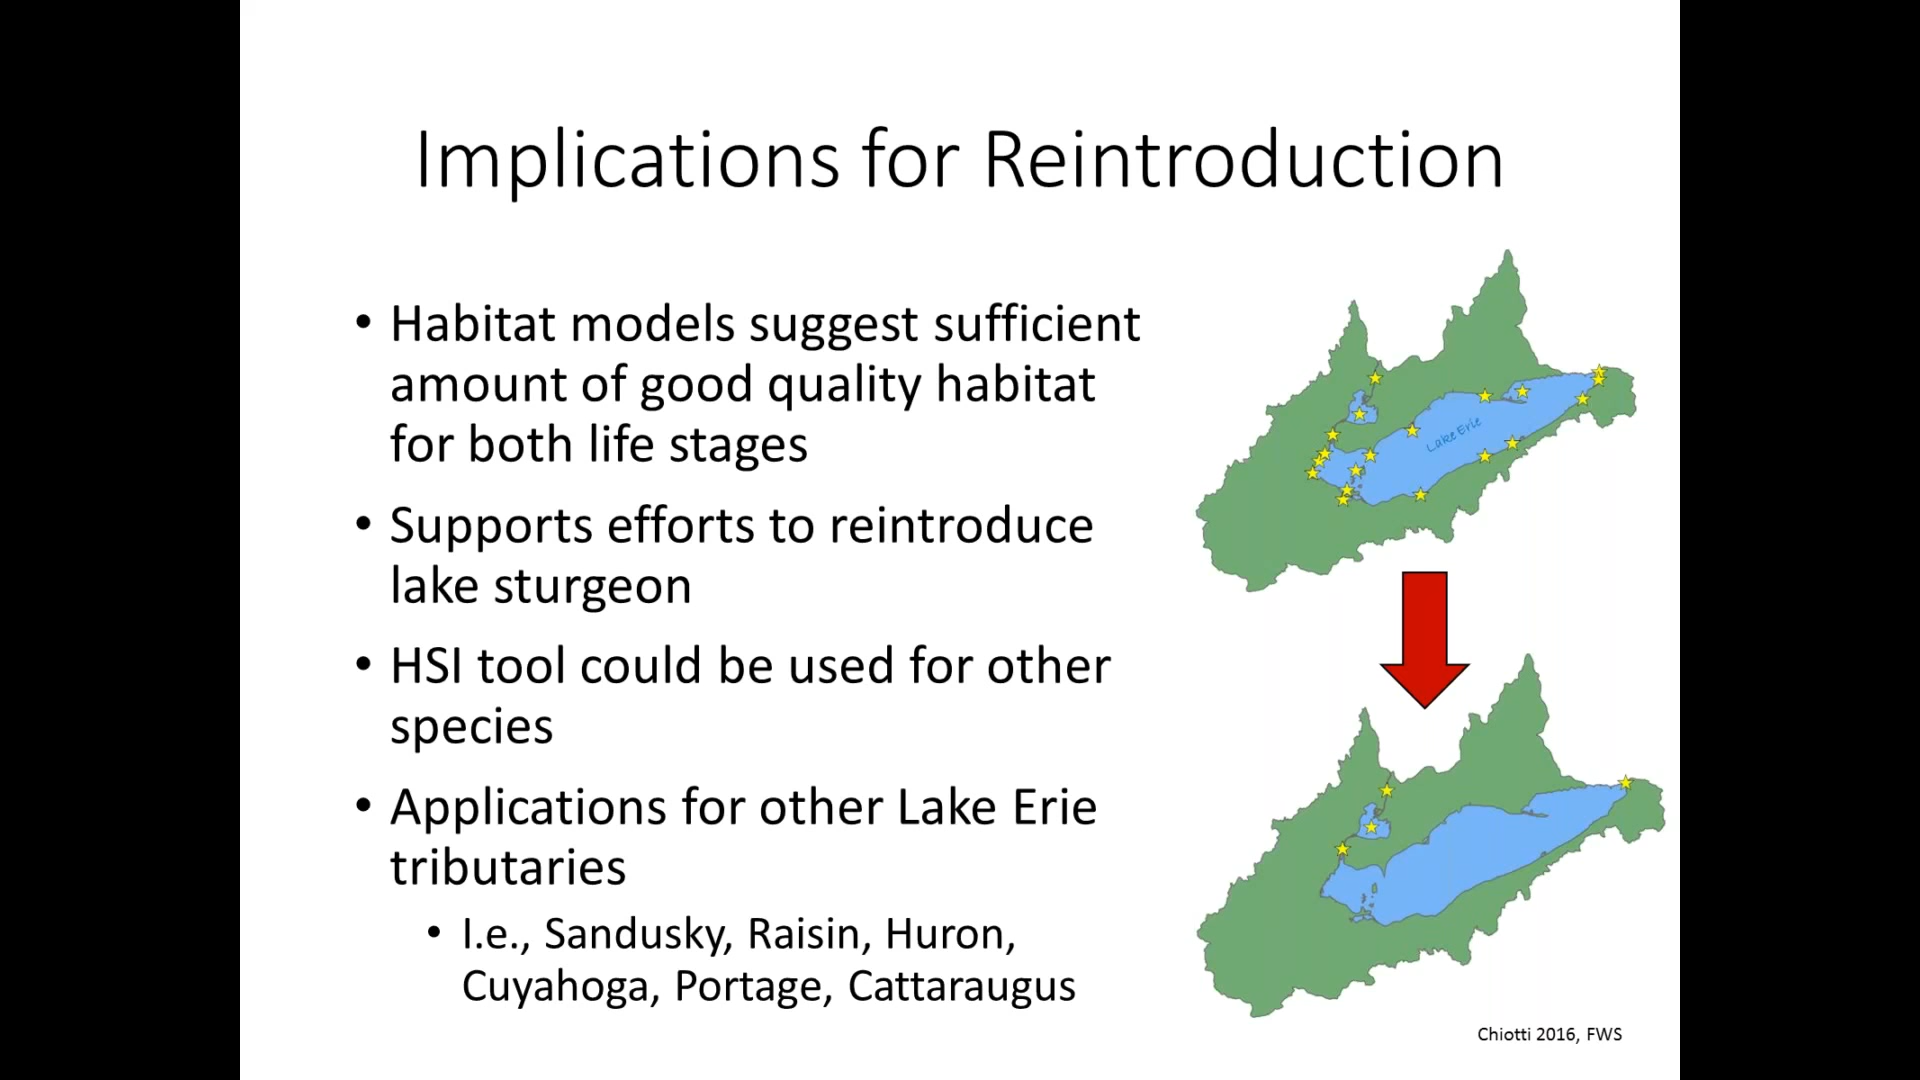 Implications for Reintroduction
• Habitat models suggest sufficient
amount of good quality habitat
for both life stages
• Supports efforts to reintroduce
lake sturgeon
• HSI tool could be used for other
species
• Applications for other Lake Erie
tributaries
• I.e., Sandusky, Raisin, Huron,
Cuyahoga, Portage, Cattaraugus
Lake Erie
Chiotti 2016, FWS